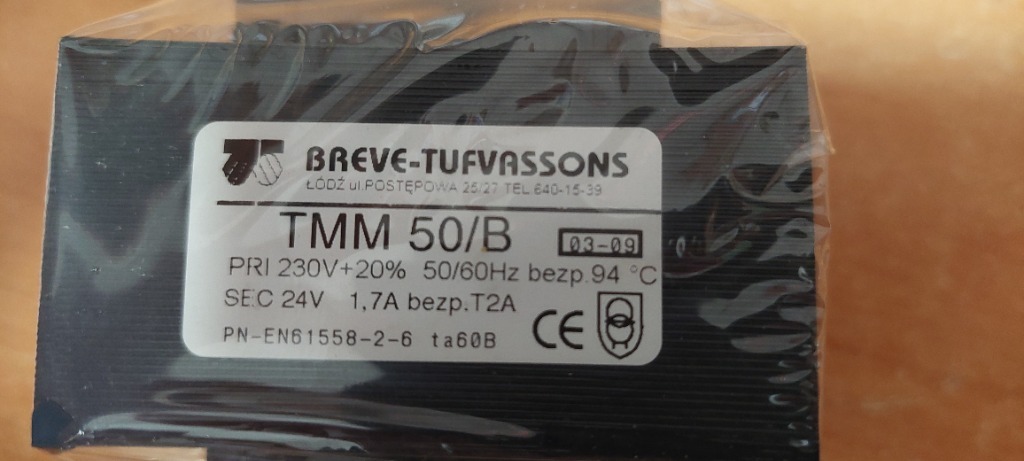 BREVE-TUFVASSONS
ŁÓDŹ ul.POSTĘPOWA 25/27 TEL.640-15-39
TMM 50/B 03-09
PRI 230V+20% 50/60Hz bezp.94 °C
SEC 24V 1,7A bezp.T2A
PN-EN61558-2-6 ta60B CE